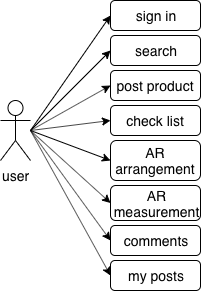 sign in
search
post product
check list
AR
arrangement
user
AR
measurement
comments
my posts